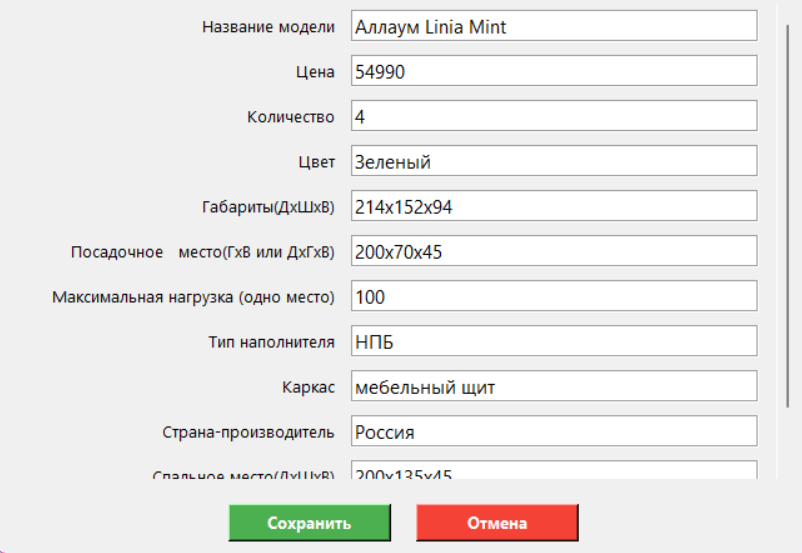 Название модели Аллаум Linia Mint
Цена 54990
Количество 4
Цвет Зеленый
Габариты(ДхШхВ) 214x152x94
Посадочное место(ГхВ или ДхГхВ) 200x70x45
Максимальная нагрузка (одно место) 100
Тип наполнителя НПБ
Каркас мебельный щит
Страна-производитель Россия
Спальное место(ДхШхВ) 200x135x45
Сохранить Отмена